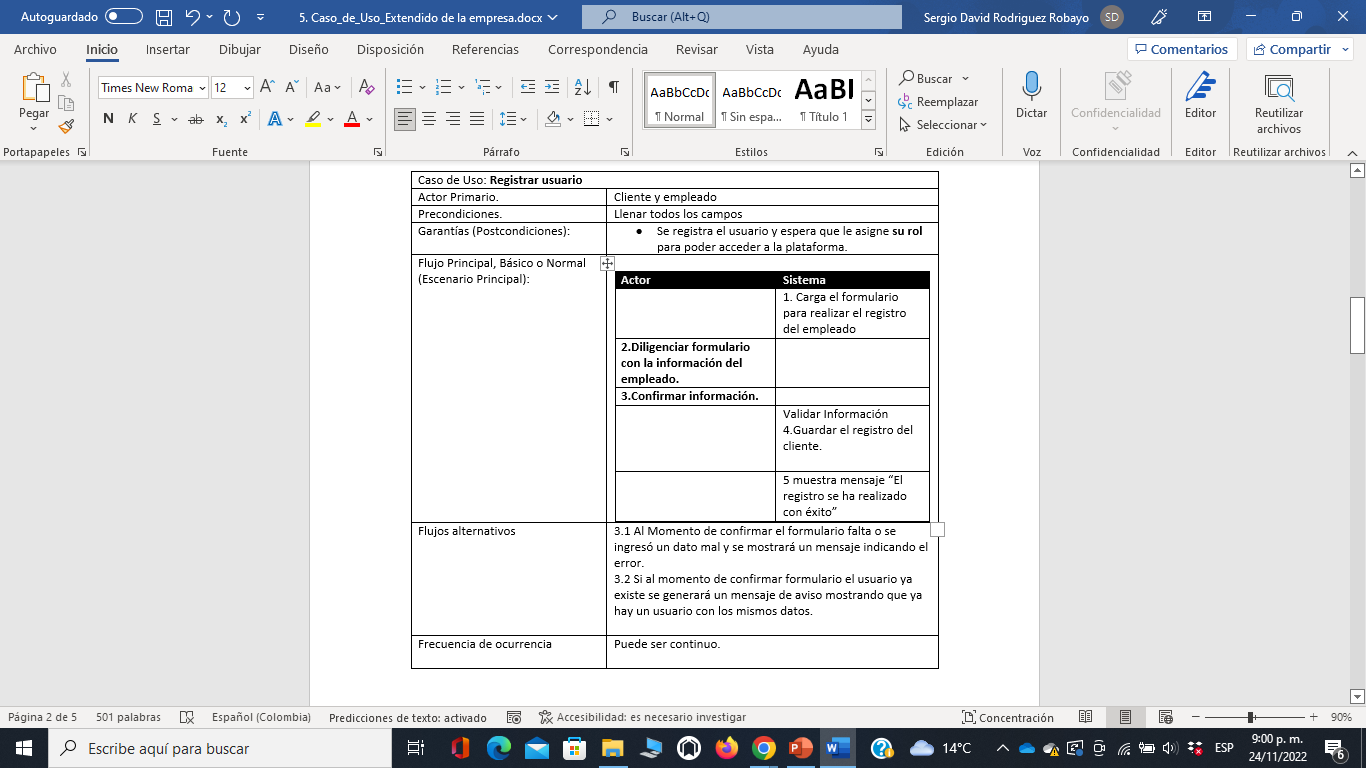 Autoguardado
5. Caso_de_Uso_Extendido de la empresa.docx
Buscar (Alt+Q)
Sergio David Rodriguez Robayo
SD
Archivo Inicio Insertar Dibujar Diseño Disposición Referencias Correspondencia Revisar Vista Ayuda
Comentarios
Compartir
Pegar
Times New Roma 12
Aa
N K S ab x₂ x² A A
AaBbCcDc AaBbCcDc AaBl
¶ Normal ¶ Sin espa... ¶ Título 1
Buscar
Reemplazar
Seleccionar
Dictar
Confidencialidad
Editor
Reutilizar
archivos
Portapapeles Fuente Párrafo Estilos Edición Voz Confidencialidad Editor Reutilizar archivos
Caso de Uso: Registrar usuario
Actor Primario. Cliente y empleado
Precondiciones. Llenar todos los campos
Garantías (Postcondiciones): ● Se registra el usuario y espera que le asigne su rol
para poder acceder a la plataforma.
Flujo Principal, Básico o Normal
(Escenario Principal):
Actor Sistema
1. Carga el formulario
para realizar el registro
del empleado
2.Diligenciar formulario
con la información del
empleado.
3.Confirmar información.
Validar Información
4.Guardar el registro del
cliente.
5 muestra mensaje “El
registro se ha realizado
con éxito”
Flujos alternativos 3.1 Al Momento de confirmar el formulario falta o se
ingresó un dato mal y se mostrará un mensaje indicando el
error.
3.2 Si al momento de confirmar formulario el usuario ya
existe se generará un mensaje de aviso mostrando que ya
hay un usuario con los mismos datos.
Frecuencia de ocurrencia Puede ser continuo.
Página 2 de 5 501 palabras Español (Colombia) Predicciones de texto: activado Accesibilidad: es necesario investigar Concentración 90%
Escribe aquí para buscar
14°C
ESP
9:00 p. m.
24/11/2022
6